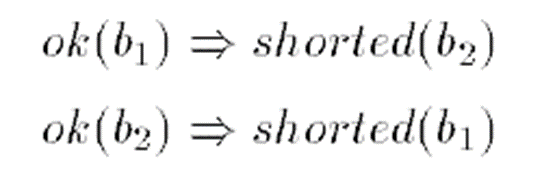 ok(b₁) ⇒ shorted(b₂)
ok(b₂) ⇒ shorted(b₁)